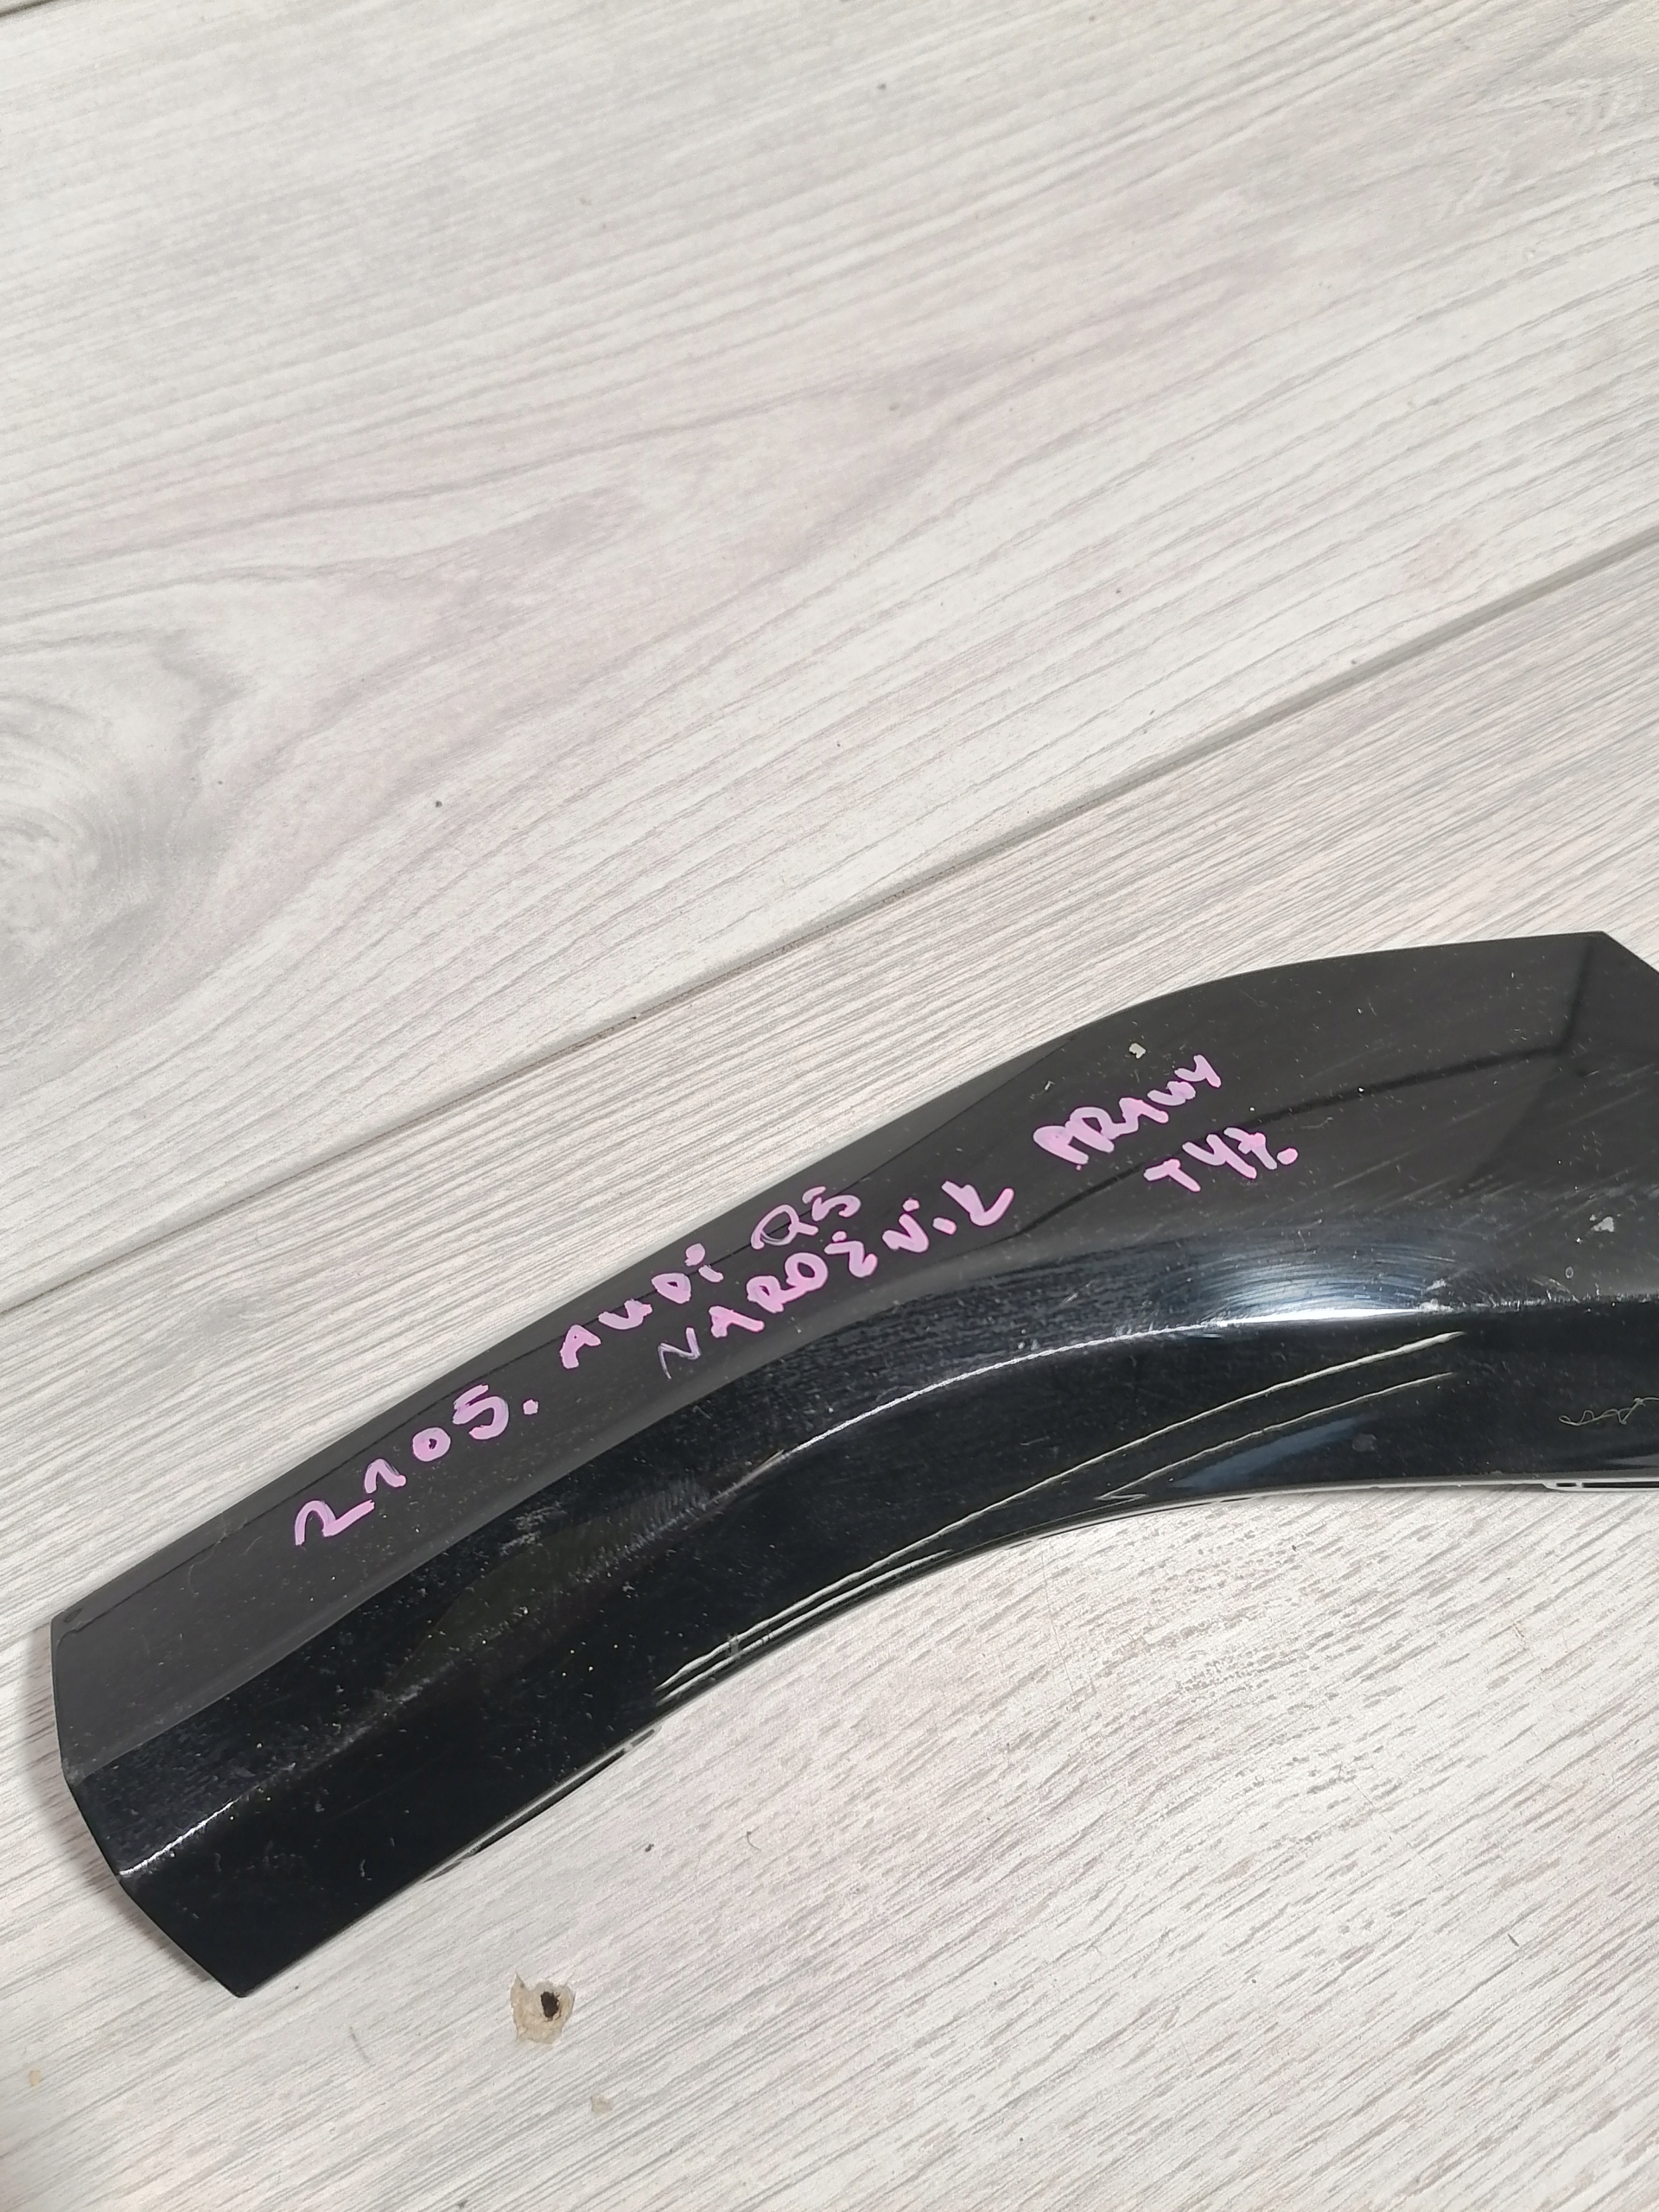 2105. AUDi Q5
NAROŻNiK PRAWY
TYŁ.